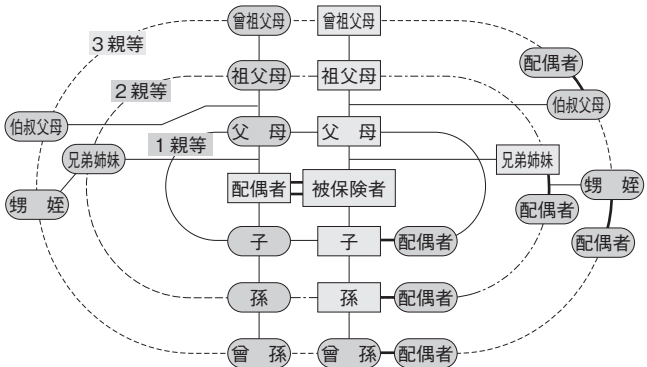 曾祖父母 曾祖父母
3親等
配偶者
祖父母 祖父母
2親等
伯叔父母
伯叔父母
父 母 父 母
1親等
兄弟姉妹 兄弟姉妹
配偶者 被保険者
甥 姪
甥 姪
配偶者
子 子 配偶者
配偶者
孫 孫 配偶者
曾 孫 曾 孫 配偶者